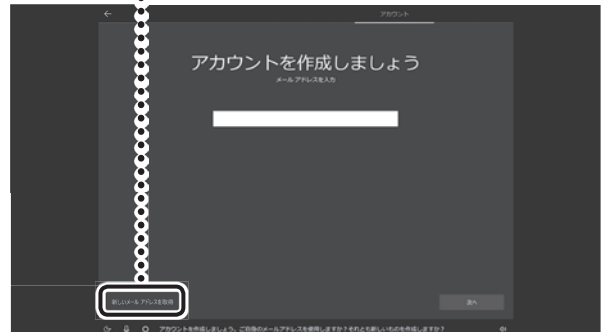 アカウント
アカウントを作成しましょう
メール アドレスを入力
新しいメール アドレスを取得
次へ
アカウントを作成しましょう。ご自身のメールアドレスを使用しますか？それとも新しいものを作成しますか？